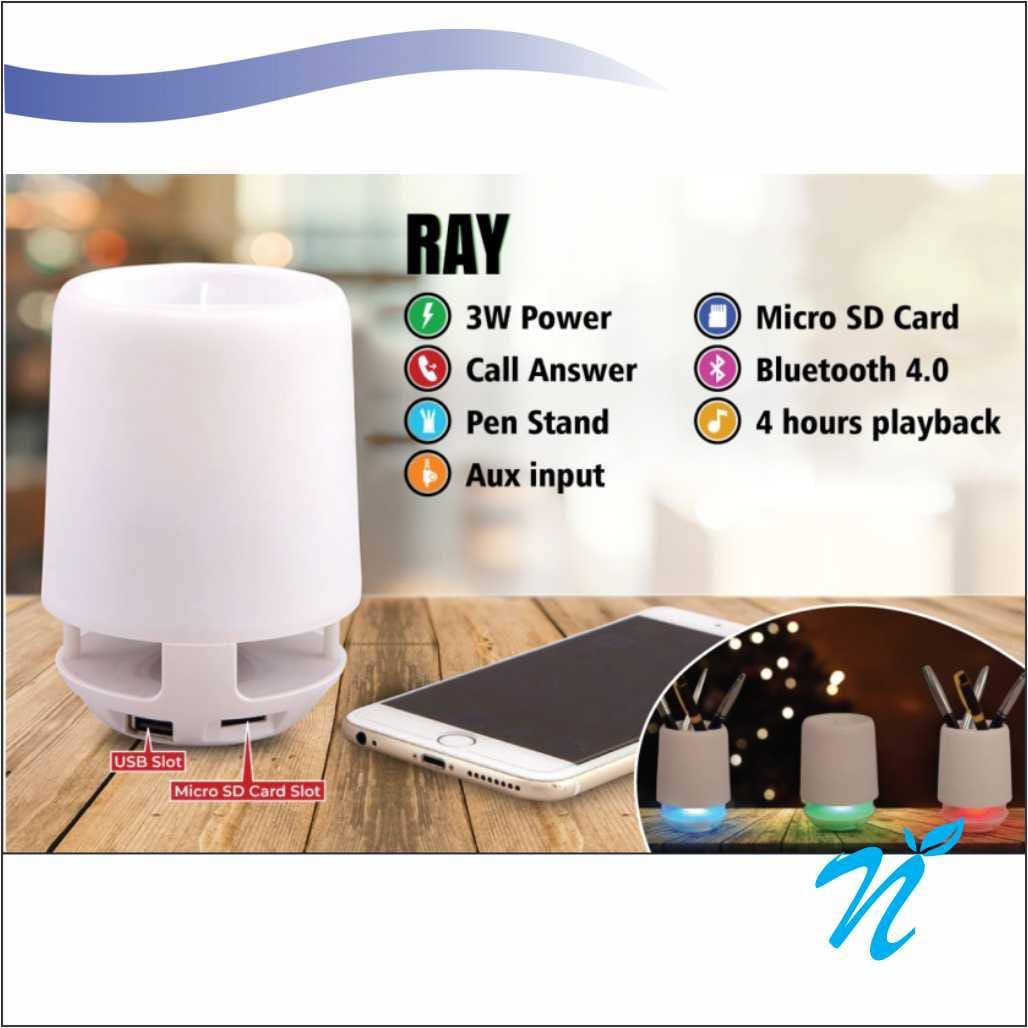 RAY
3W Power
Call Answer
Pen Stand
Aux input
Micro SD Card
Bluetooth 4.0
4 hours playback
USB Slot
Micro SD Card Slot
n